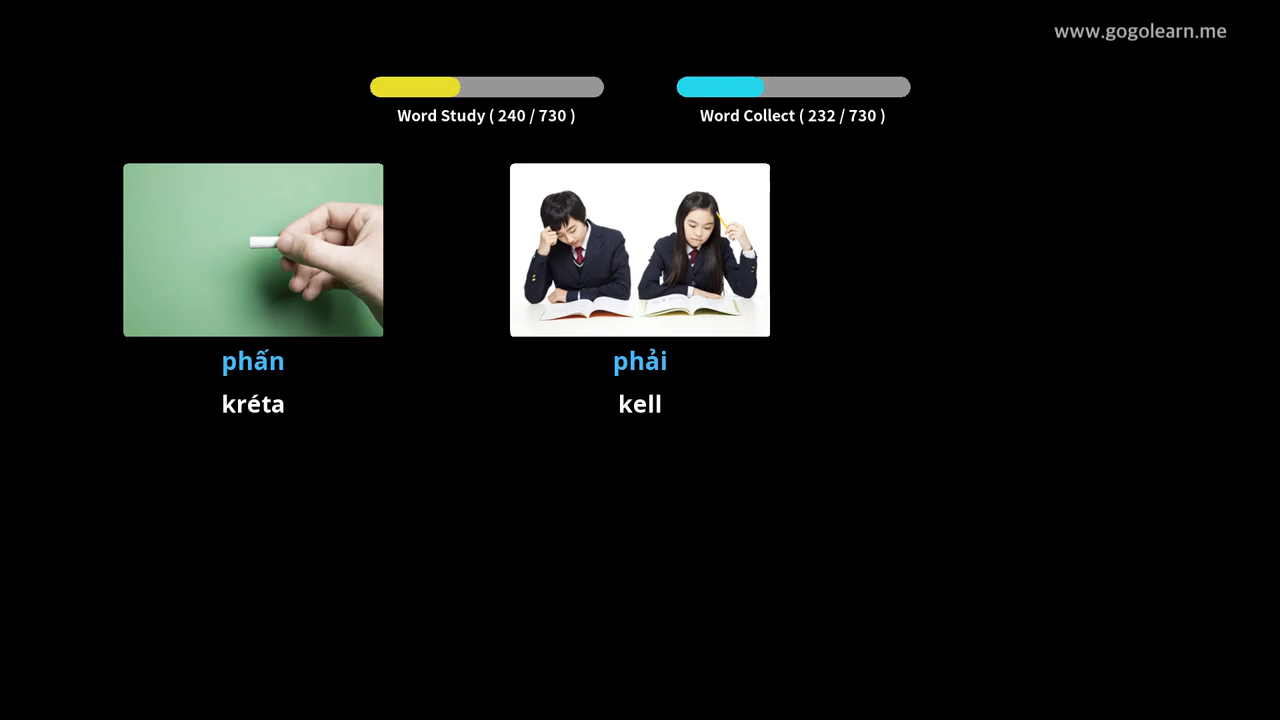 www.gogolearn.me
Word Study ( 240 / 730 )
Word Collect ( 232 / 730 )
phấn
phải
kréta
kell